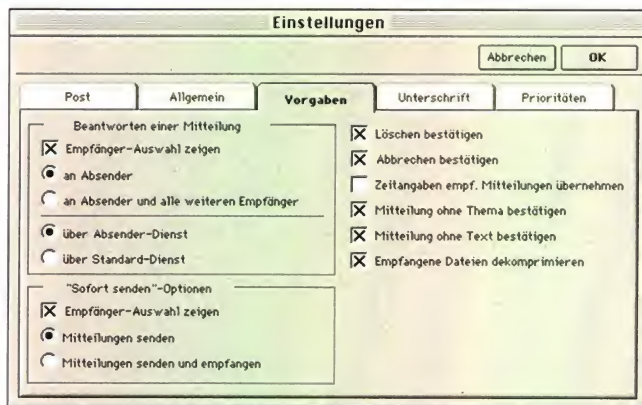 Einstellungen
Abbrechen OK
Post Allgemein Vorgaben Unterschrift Prioritäten
Beantworten einer Mitteilung
Empfänger-Auswahl zeigen
an Absender
an Absender und alle weiteren Empfänger
über Absender-Dienst
über Standard-Dienst
"Sofort senden"-Optionen
Empfänger-Auswahl zeigen
Mitteilungen senden
Mitteilungen senden und empfangen
Löschen bestätigen
Abbrechen bestätigen
Zeitangaben empf. Mitteilungen übernehmen
Mitteilung ohne Thema bestätigen
Mitteilung ohne Text bestätigen
Empfangene Dateien dekomprimieren